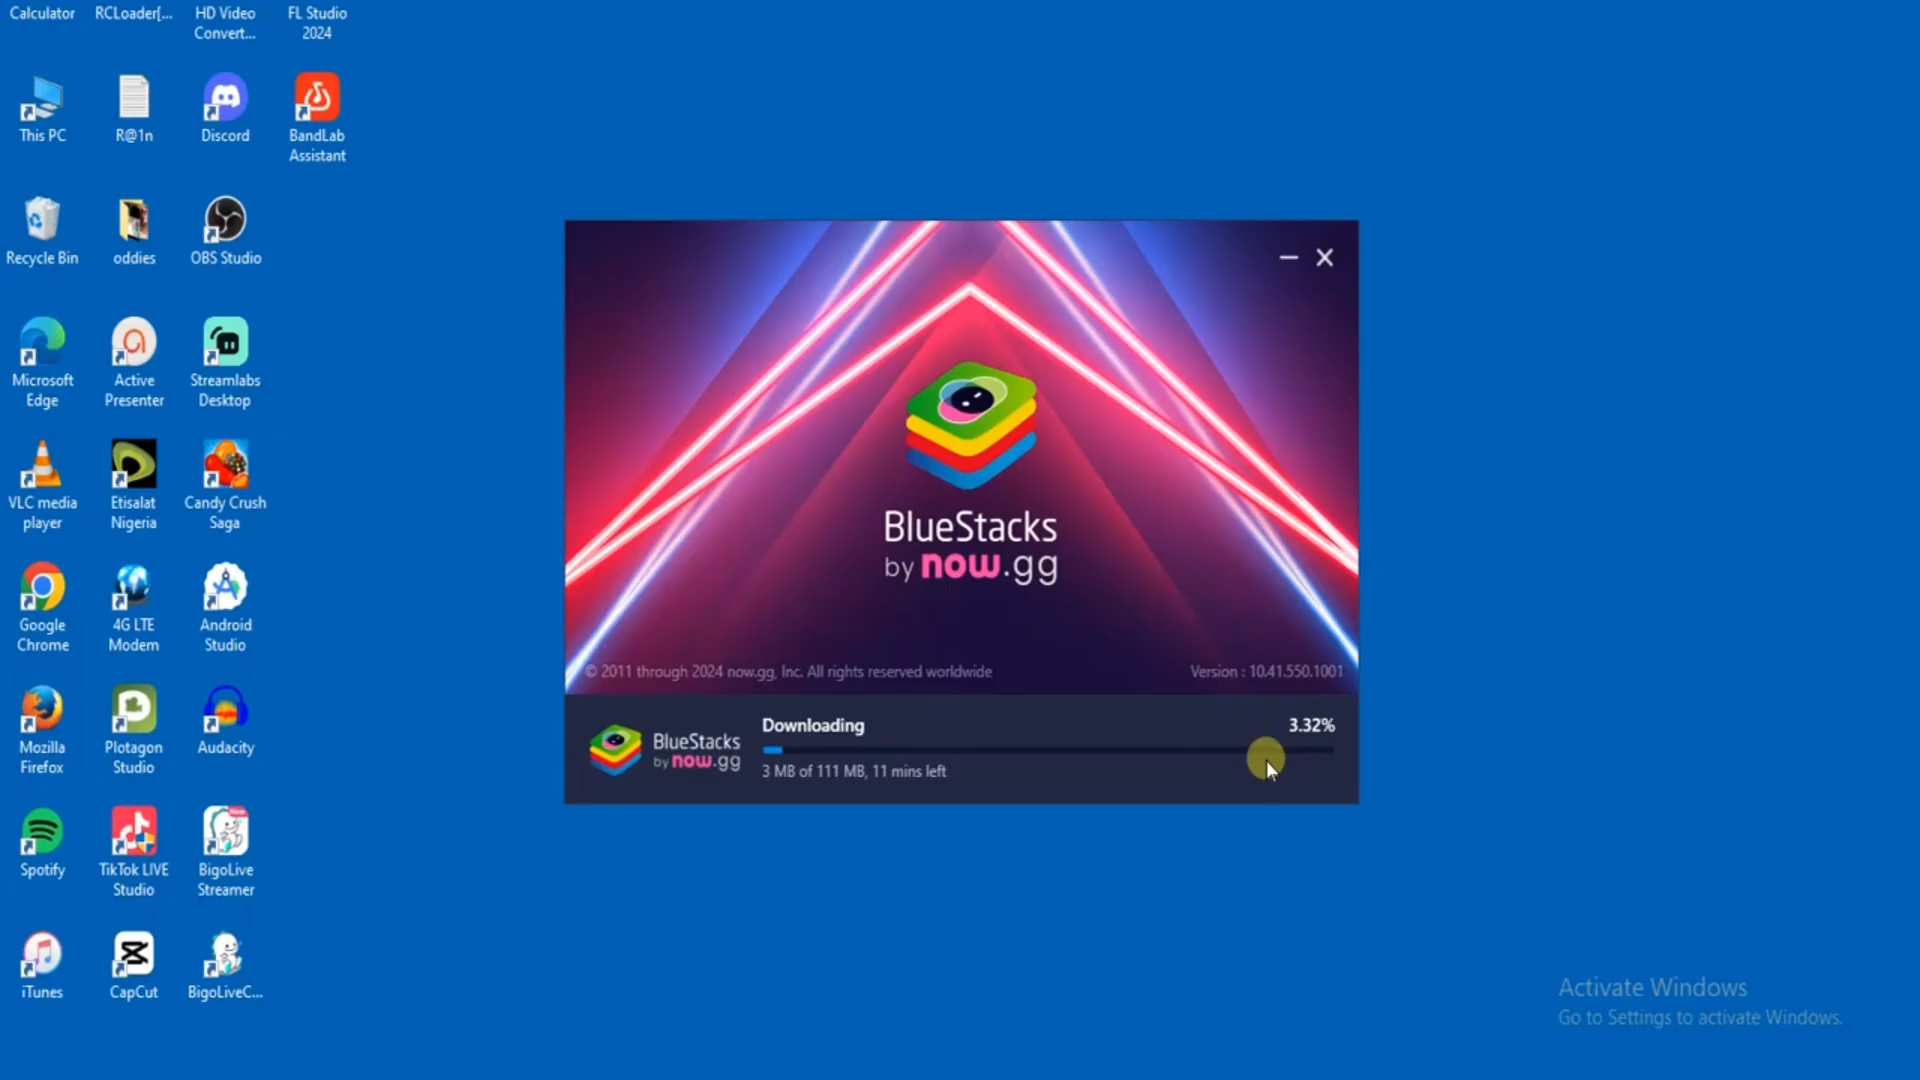 Calculator
RCLoader[...
HD Video
Convert...
FL Studio
2024
This PC
R@1n
Discord
BandLab
Assistant
Recycle Bin
oddies
OBS Studio
Microsoft
Edge
Active
Presenter
Streamlabs
Desktop
VLC media
player
Etisalat
Nigeria
Candy Crush
Saga
Google
Chrome
4G LTE
Modem
Android
Studio
Mozilla
Firefox
Plotagon
Studio
Audacity
Spotify
TikTok LIVE
Studio
BigoLive
Streamer
iTunes
CapCut
BigoLiveC...
BlueStacks
by now.gg
© 2011 through 2024 now.gg, Inc. All rights reserved worldwide
Version : 10.41.550.1001
BlueStacks
by now.gg
Downloading
3.32%
3 MB of 111 MB, 11 mins left
Activate Windows
Go to Settings to activate Windows.